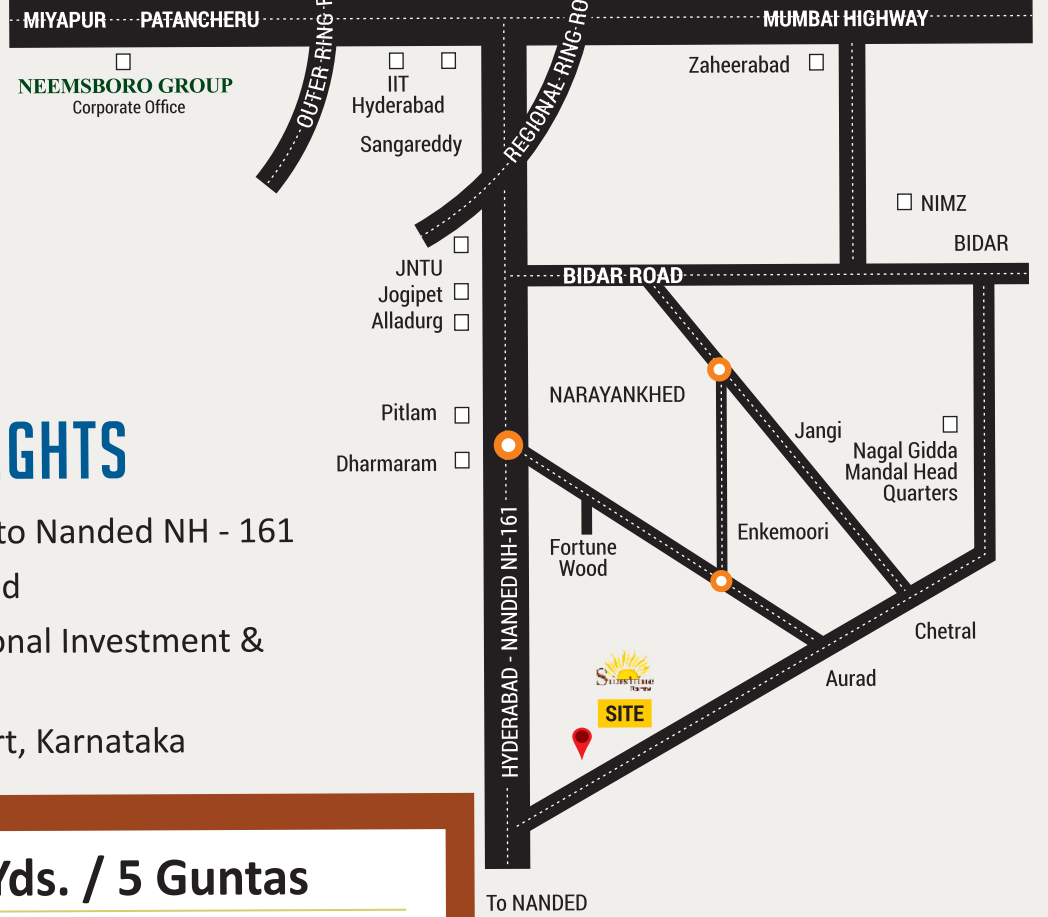 MIYAPUR PATANCHERU MUMBAI HIGHWAY
OUTER RING
REGIONAL RING RO
NEEMSBORO GROUP
Corporate Office
IIT
Hyderabad
Sangareddy
Zaheerabad
NIMZ
BIDAR
BIDAR ROAD
JNTU
Jogipet
Alladurg
Pitlam
Dharmaram
NARAYANKHED
Jangi
Nagal Gidda
Mandal Head
Quarters
Enkemoori
Fortune
Wood
Chetral
Aurad
HYDERABAD - NANDED NH-161
Sunshine
SITE
To NANDED
GHTS
to Nanded NH - 161
d
onal Investment &
rt, Karnataka
Yds. / 5 Guntas